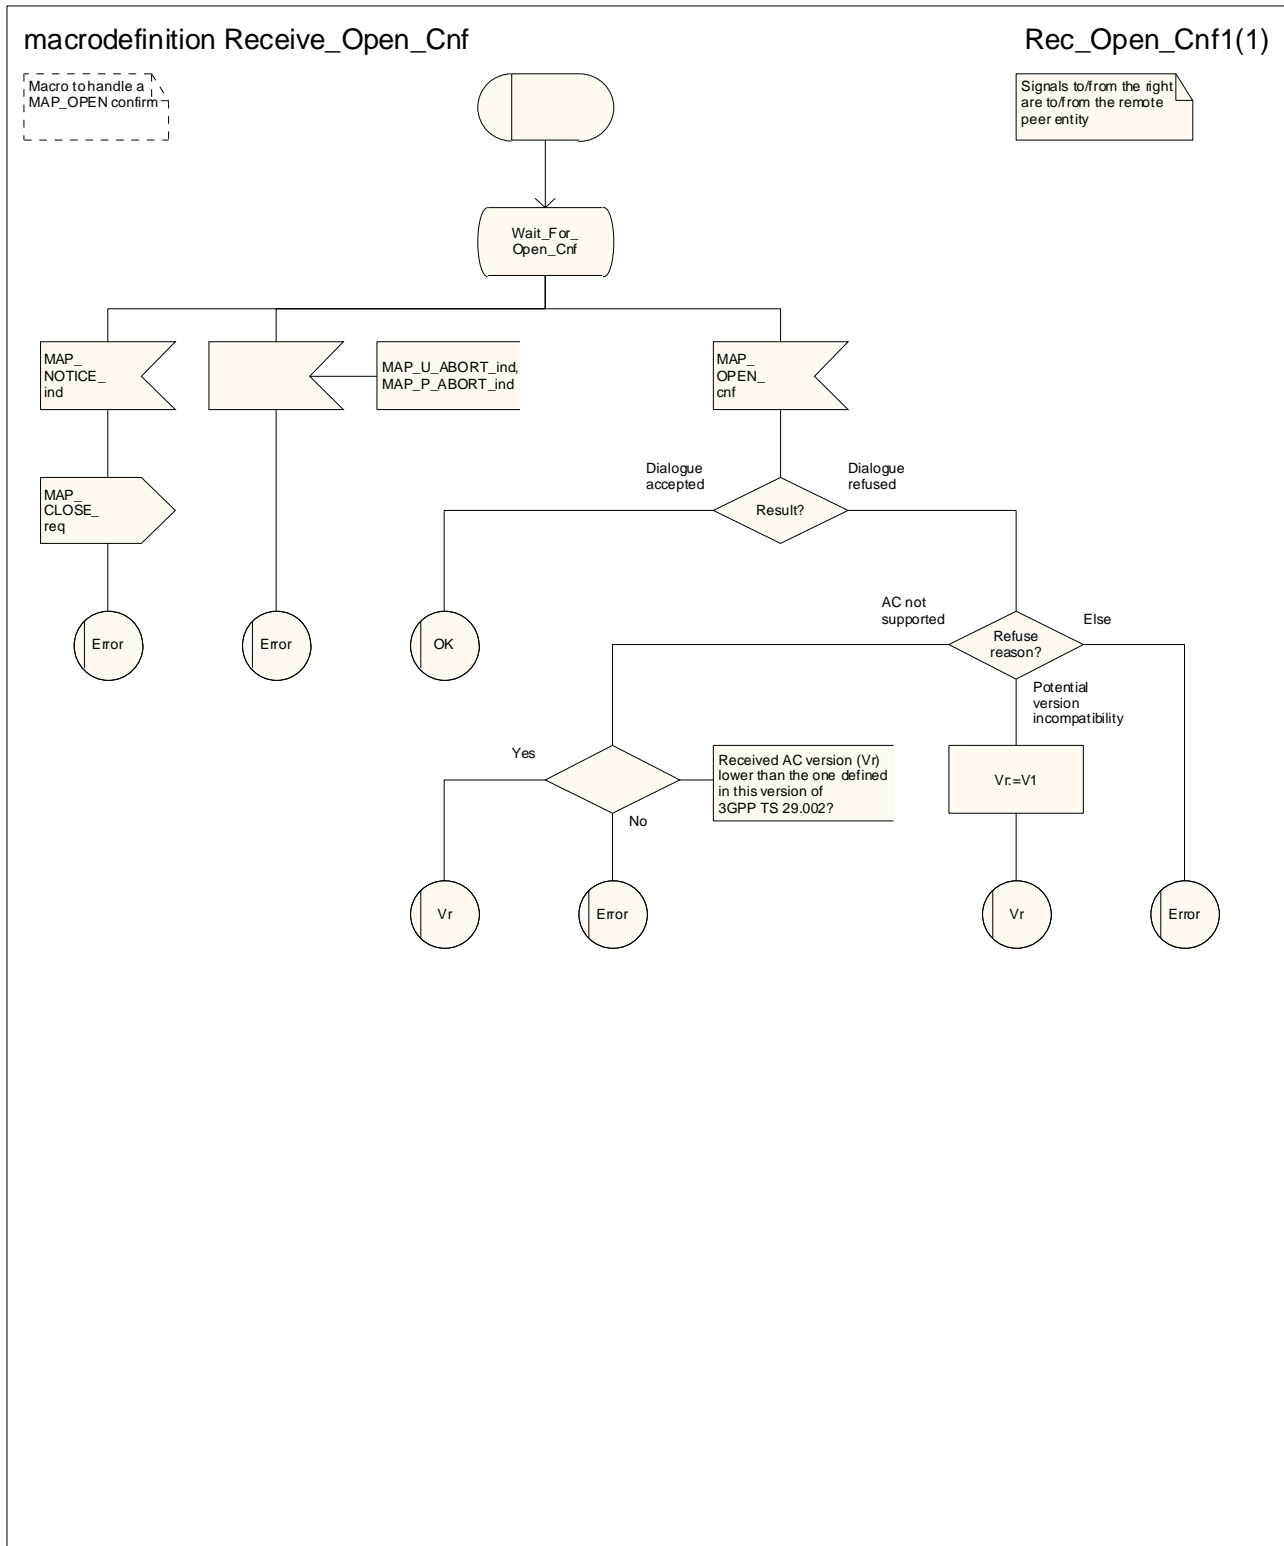 macrodefinition Receive_Open_Cnf
Rec_Open_Cnf1(1)
Macro to handle a
MAP_OPEN confirm
Signals to/from the right
are to/from the remote
peer entity
Wait_For_
Open_Cnf
MAP_
NOTICE_
ind
MAP_U_ABORT_ind,
MAP_P_ABORT_ind
MAP_
OPEN_
cnf
Dialogue
accepted
Dialogue
refused
MAP_
CLOSE_
req
Result?
Error
Error
OK
AC not
supported
Else
Refuse
reason?
Potential
version
incompatibility
Yes
Received AC version (Vr)
lower than the one defined
in this version of
3GPP TS 29.002?
Vr:=V1
No
Vr
Error
Vr
Error